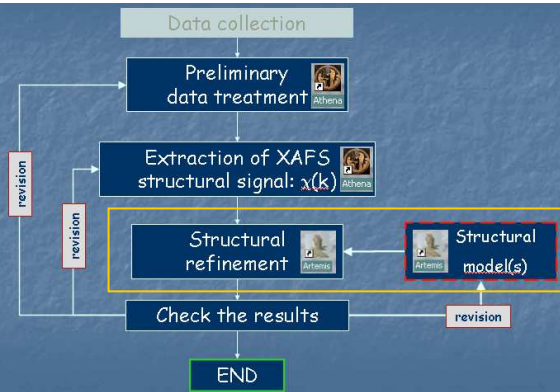 Data collection
Preliminary
data treatment
Athena
Extraction of XAFS
structural signal: χ(k)
Athena
revision
revision
Structural
refinement
Artemis
Artemis
Structural
model(s)
Check the results
revision
END